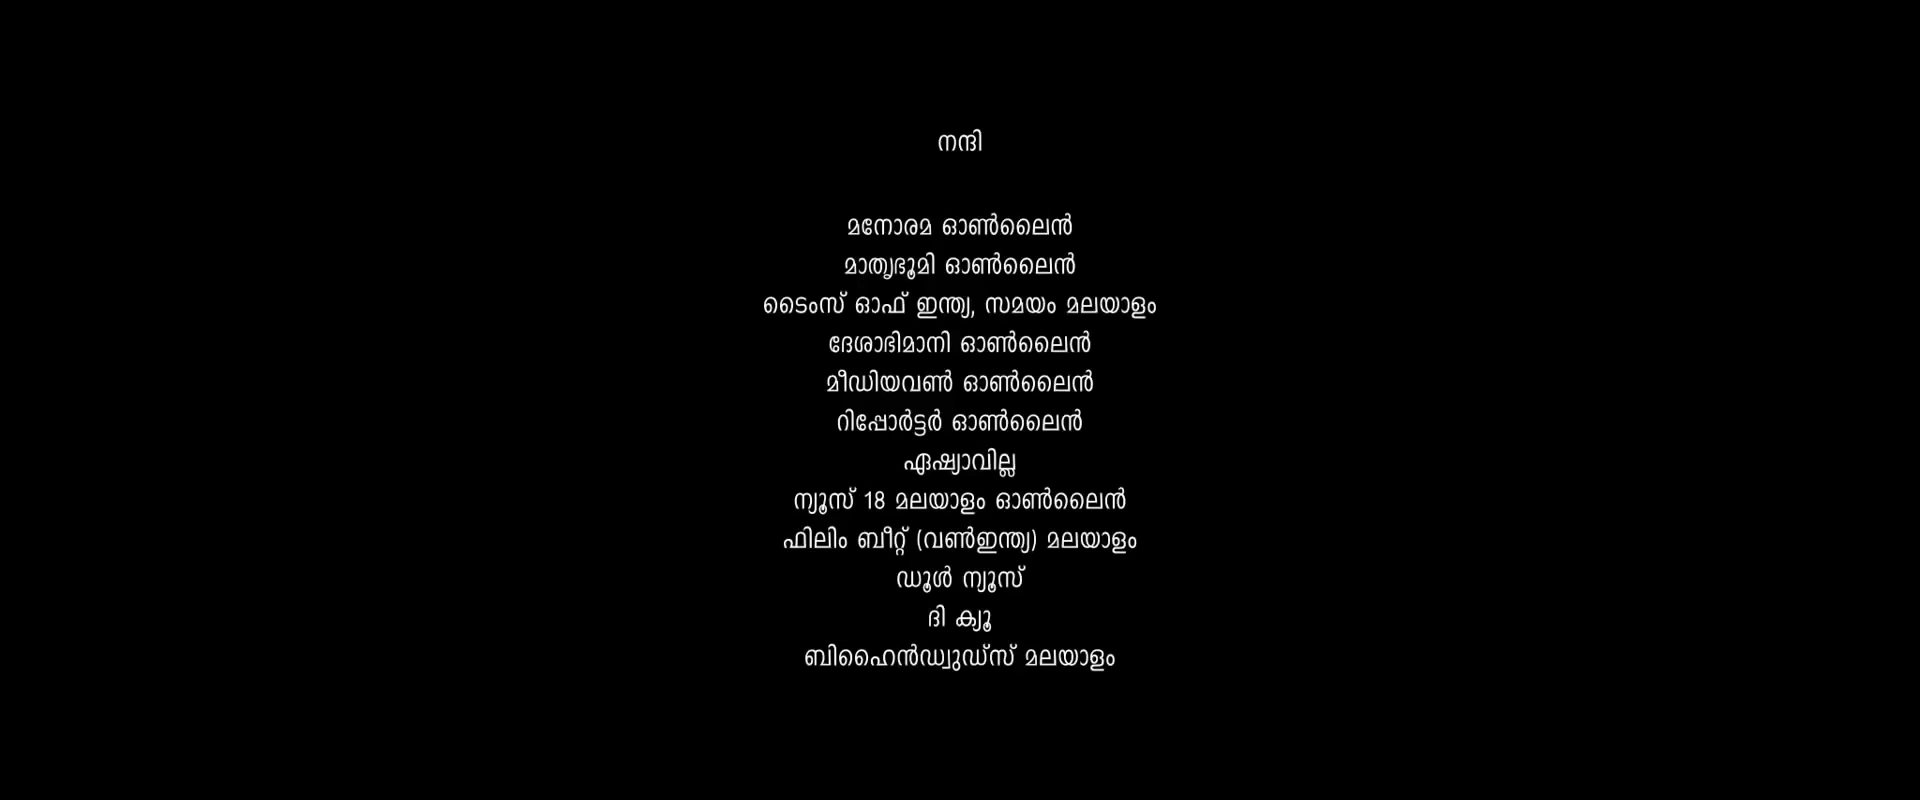 നന്ദി
മനോരമ ഓൺലൈൻ
മാതൃഭൂമി ഓൺലൈൻ
ടൈംസ് ഓഫ് ഇന്ത്യ, സമയം മലയാളം
ദേശാഭിമാനി ഓൺലൈൻ
മീഡിയവൺ ഓൺലൈൻ
റിപ്പോർട്ടർ ഓൺലൈൻ
ഏഷ്യാവില്ല
ന്യൂസ് 18 മലയാളം ഓൺലൈൻ
ഫിലിം ബീറ്റ് (വൺഇന്ത്യ) മലയാളം
ഡൂൾ ന്യൂസ്
ദി ക്യൂ
ബിഹൈൻഡ്വുഡ്സ് മലയാളം